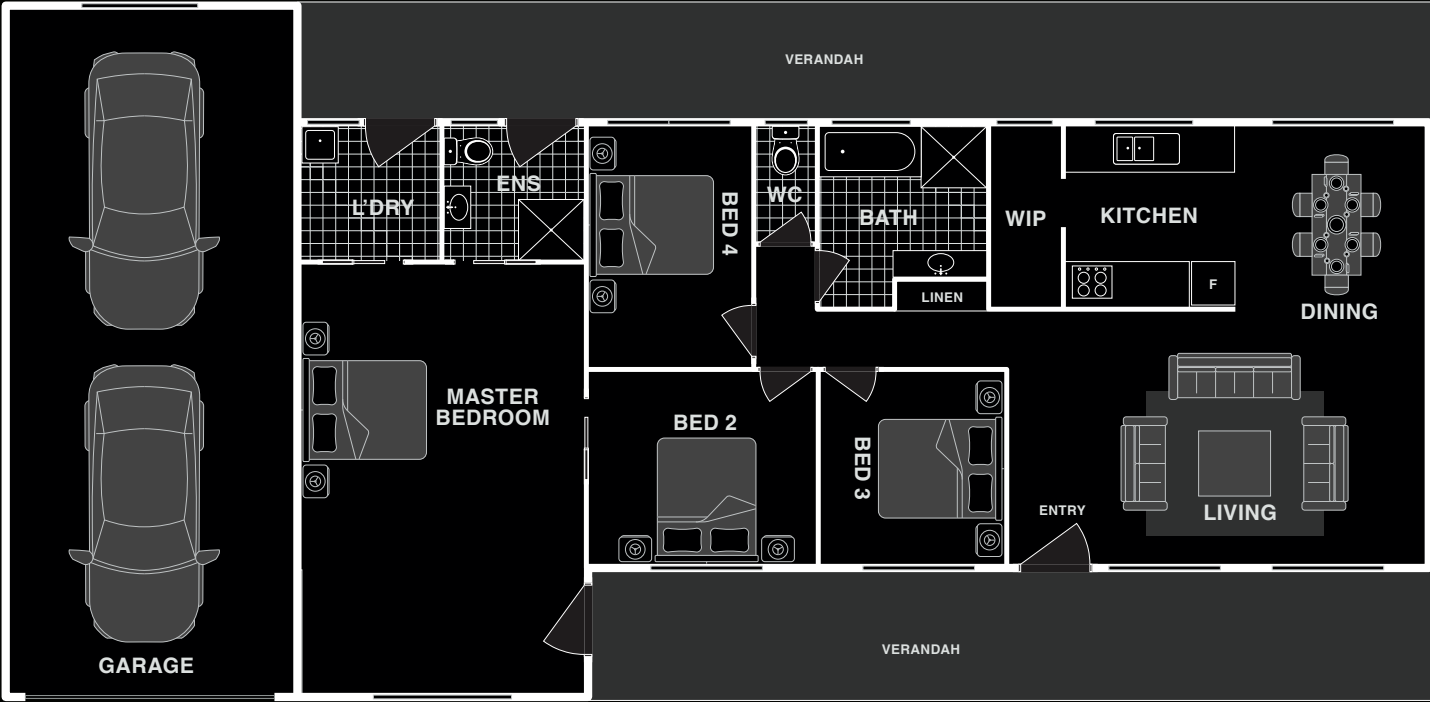 VERANDAH
L'DRY
ENS
BED 4
WC
BATH
WIP
KITCHEN
LINEN
F
DINING
MASTER
BEDROOM
BED 2
BED 3
ENTRY
LIVING
GARAGE
VERANDAH